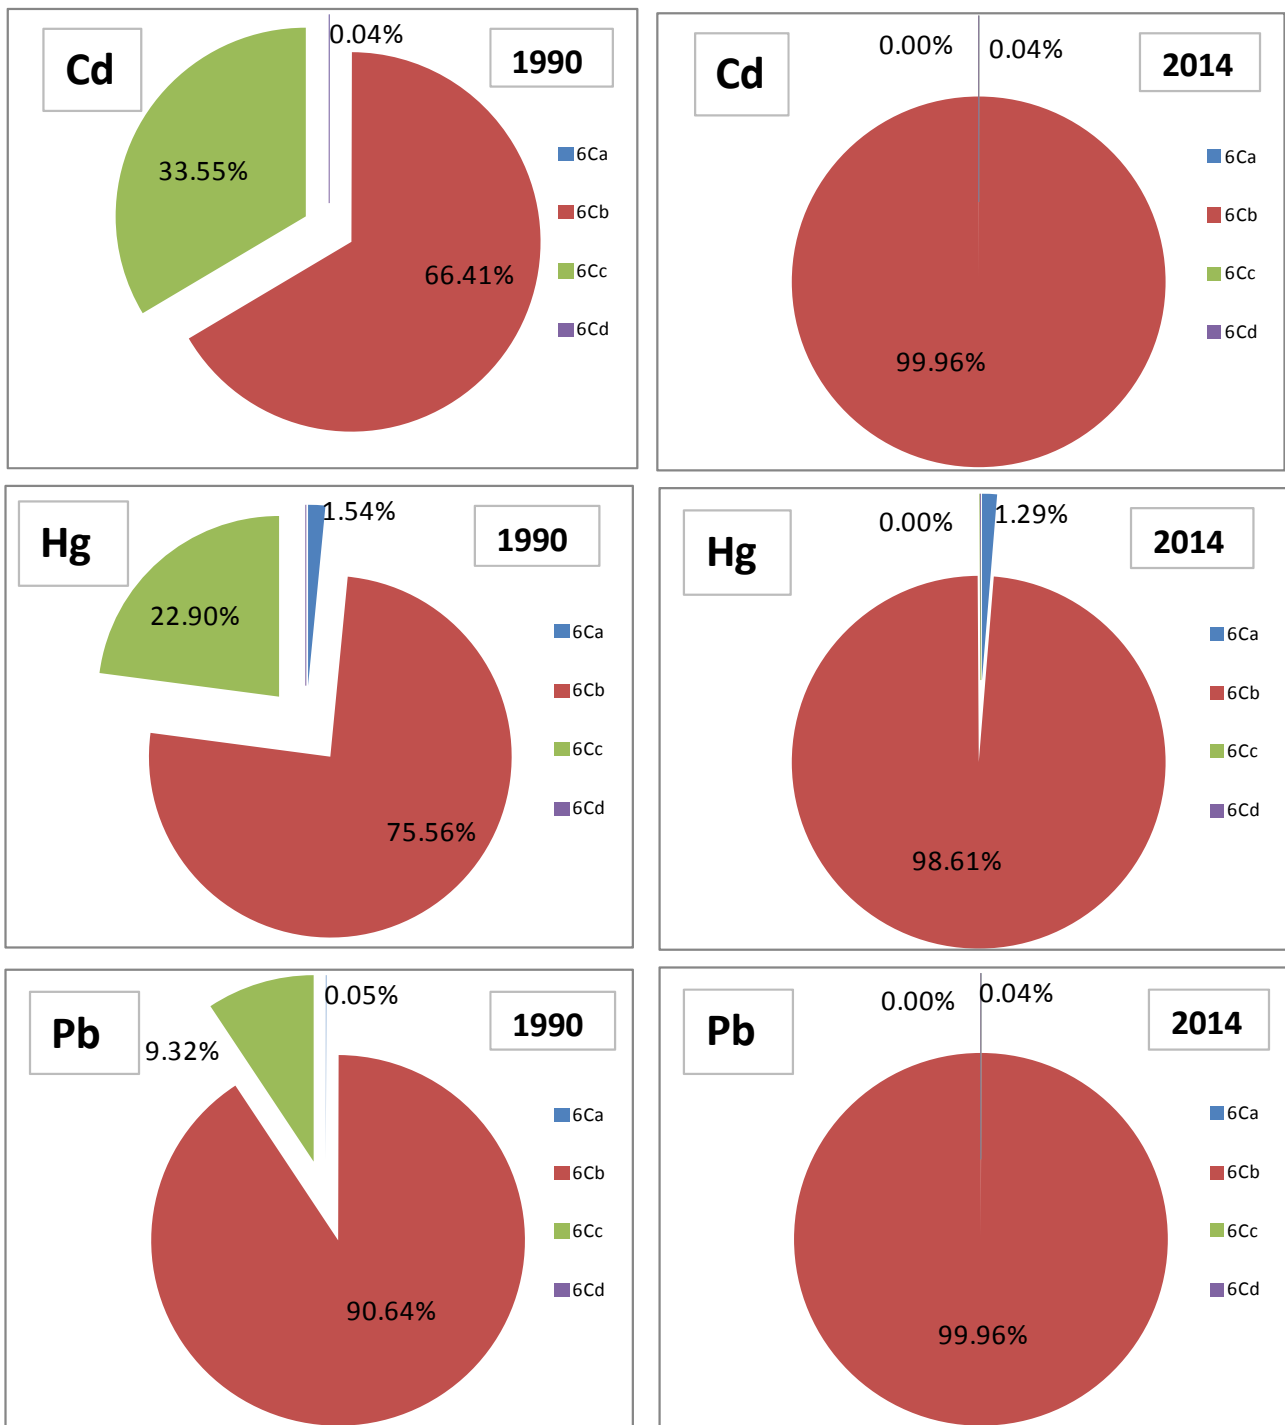 Cd
0.04%
1990
33.55%
66.41%
6Ca
6Cb
6Cc
6Cd
Cd
0.00%
0.04%
2014
99.96%
6Ca
6Cb
6Cc
6Cd
Hg
1.54%
1990
22.90%
75.56%
6Ca
6Cb
6Cc
6Cd
Hg
0.00%
1.29%
2014
98.61%
6Ca
6Cb
6Cc
6Cd
Pb
0.05%
1990
9.32%
90.64%
6Ca
6Cb
6Cc
6Cd
Pb
0.00%
0.04%
2014
99.96%
6Ca
6Cb
6Cc
6Cd